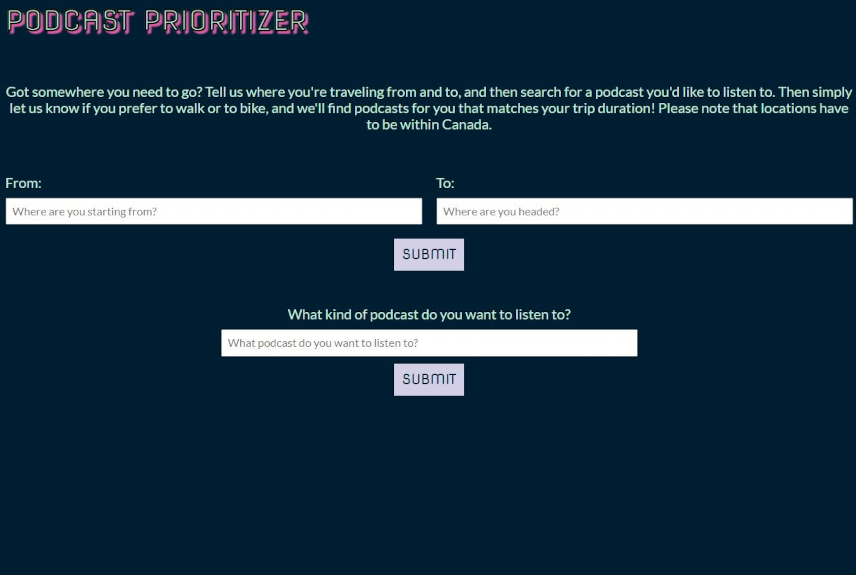 PODCAST PRIORITIZER
Got somewhere you need to go? Tell us where you're traveling from and to, and then search for a podcast you'd like to listen to. Then simply
let us know if you prefer to walk or to bike, and we'll find podcasts for you that matches your trip duration! Please note that locations have
to be within Canada.
From:
To:
Where are you starting from?
Where are you headed?
SUBMIT
What kind of podcast do you want to listen to?
What podcast do you want to listen to?
SUBMIT